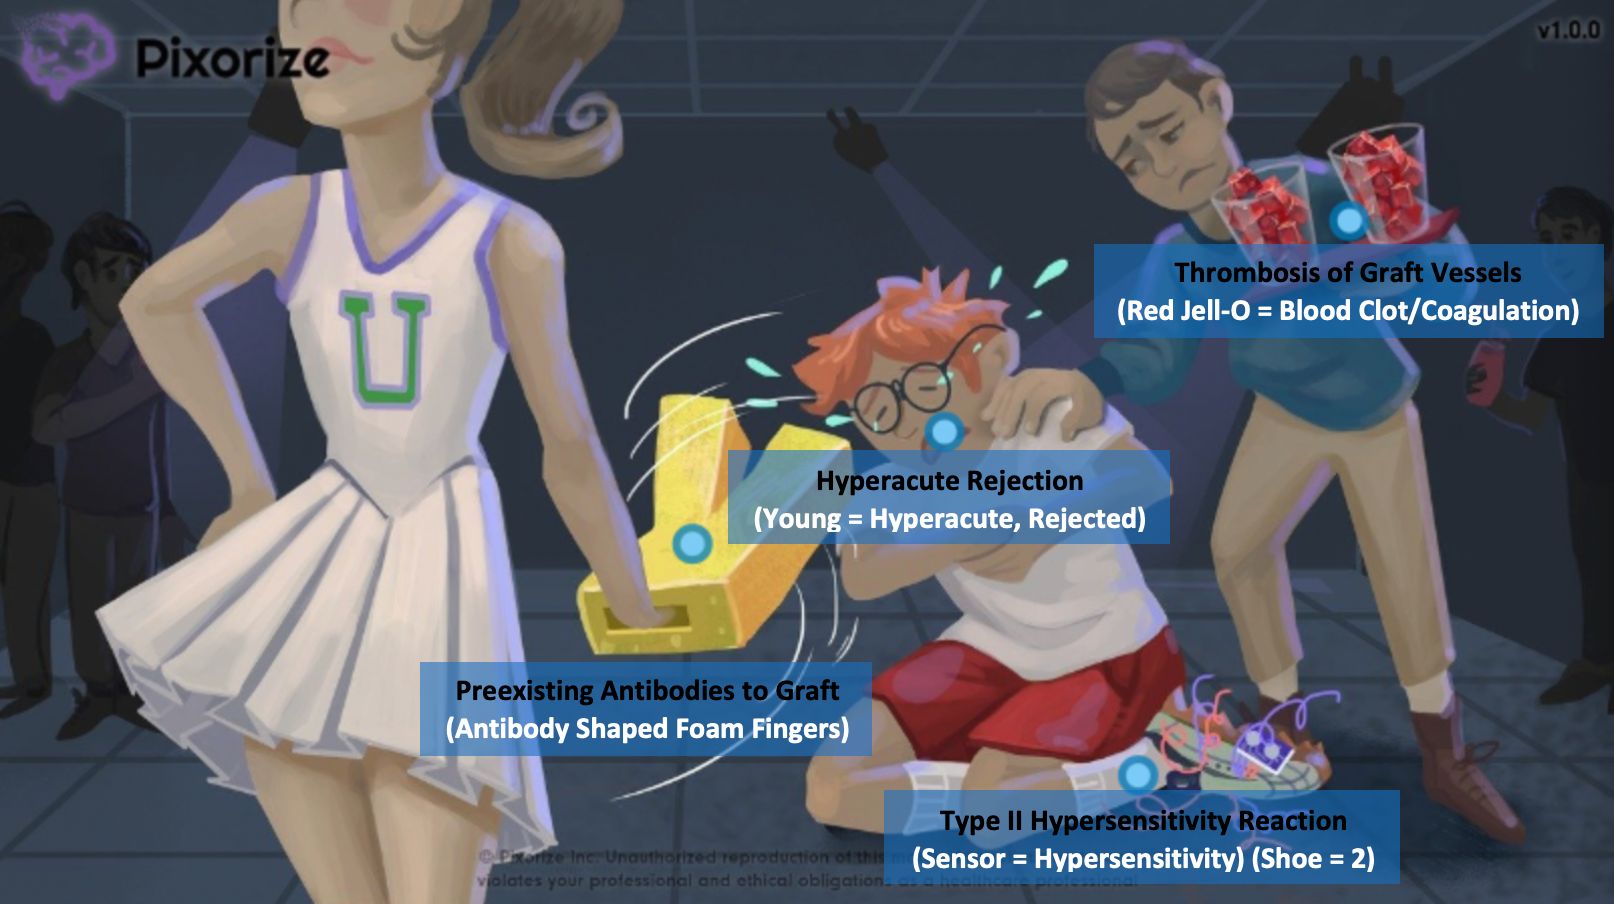 Pixorize
v1.0.0
U
Thrombosis of Graft Vessels
(Red Jell-O = Blood Clot/Coagulation)
Hyperacute Rejection
(Young = Hyperacute, Rejected)
Preexisting Antibodies to Graft
(Antibody Shaped Foam Fingers)
Type II Hypersensitivity Reaction
(Sensor = Hypersensitivity) (Shoe = 2)
© Pixorize Inc. Unauthorized reproduction of this
violates your professional and ethical obligations as a healthcare professional